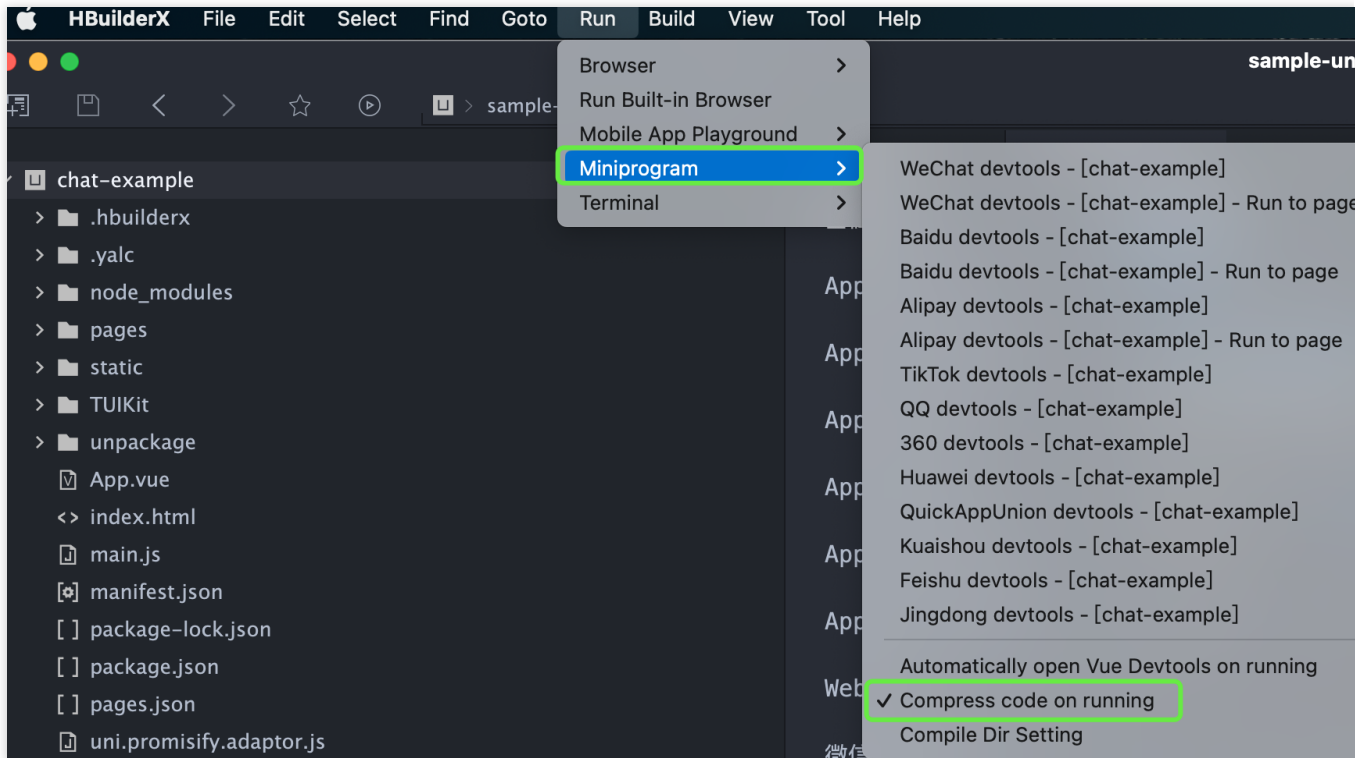 HBuilderX File Edit Select Find Goto Run Build View Tool Help
sample-un
sample-
Browser
Run Built-in Browser
Mobile App Playground
Miniprogram
Terminal
chat-example
.hbuilderx
.yalc
node_modules
pages
static
TUIKit
unpackage
App.vue
index.html
main.js
manifest.json
package-lock.json
package.json
pages.json
uni.promisify.adaptor.js
App
App
App
App
App
App
Web
微信
WeChat devtools - [chat-example]
WeChat devtools - [chat-example] - Run to page
Baidu devtools - [chat-example]
Baidu devtools - [chat-example] - Run to page
Alipay devtools - [chat-example]
Alipay devtools - [chat-example] - Run to page
TikTok devtools - [chat-example]
QQ devtools - [chat-example]
360 devtools - [chat-example]
Huawei devtools - [chat-example]
QuickAppUnion devtools - [chat-example]
Kuaishou devtools - [chat-example]
Feishu devtools - [chat-example]
Jingdong devtools - [chat-example]
Automatically open Vue Devtools on running
✓ Compress code on running
Compile Dir Setting